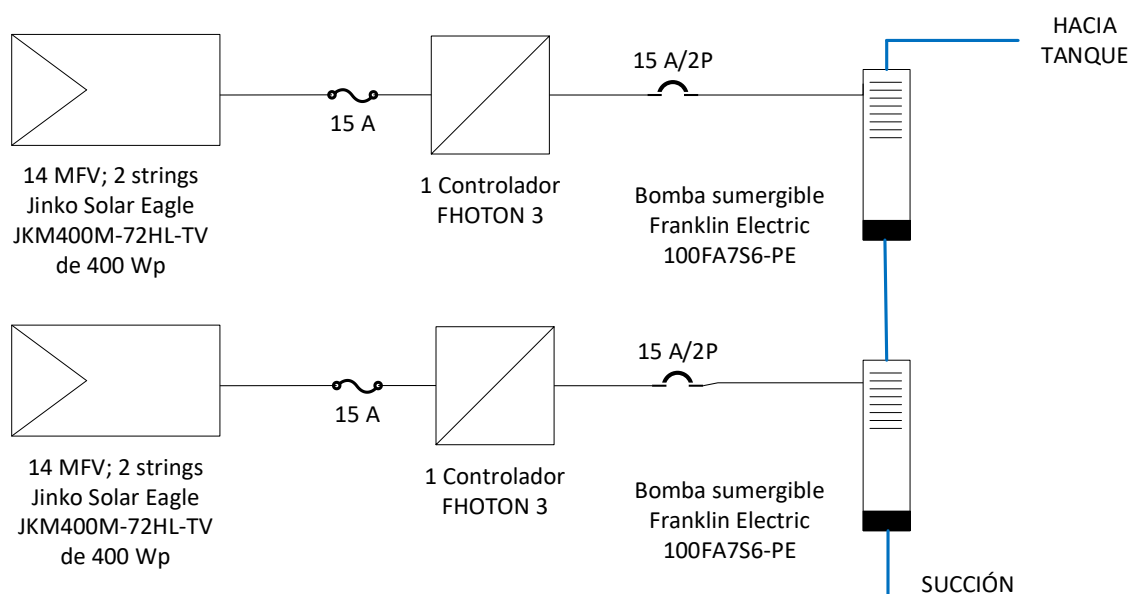 HACIA
TANQUE
15 A/2P
15 A
14 MFV; 2 strings
Jinko Solar Eagle
JKM400M-72HL-TV
de 400 Wp
1 Controlador
FHOTON 3
Bomba sumergible
Franklin Electric
100FA7S6-PE
15 A/2P
15 A
14 MFV; 2 strings
Jinko Solar Eagle
JKM400M-72HL-TV
de 400 Wp
1 Controlador
FHOTON 3
Bomba sumergible
Franklin Electric
100FA7S6-PE
SUCCIÓN